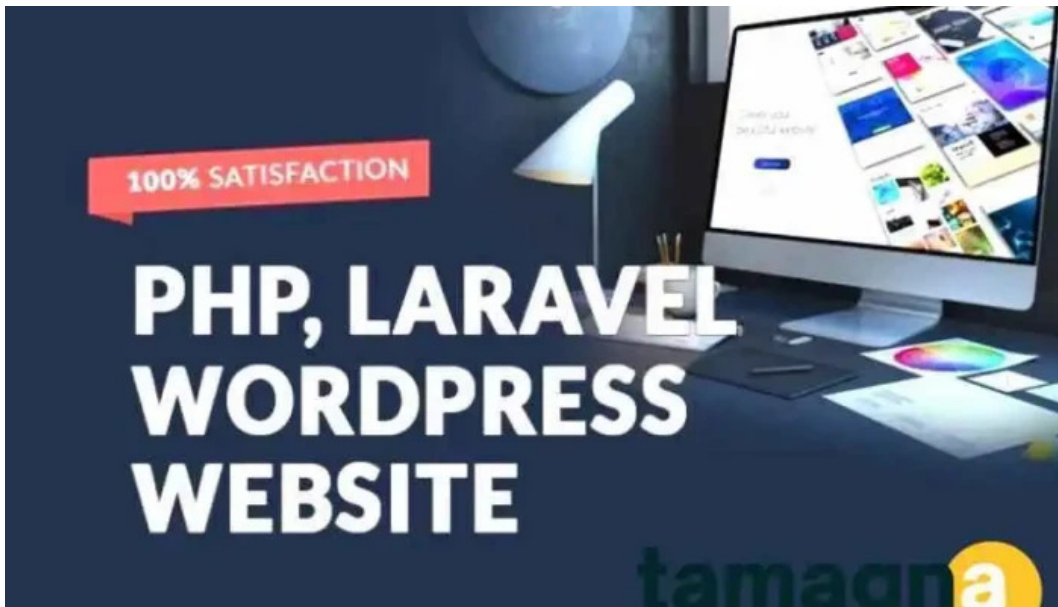 100% SATISFACTION
PHP, LARAVEL
WORDPRESS
WEBSITE
tamagna